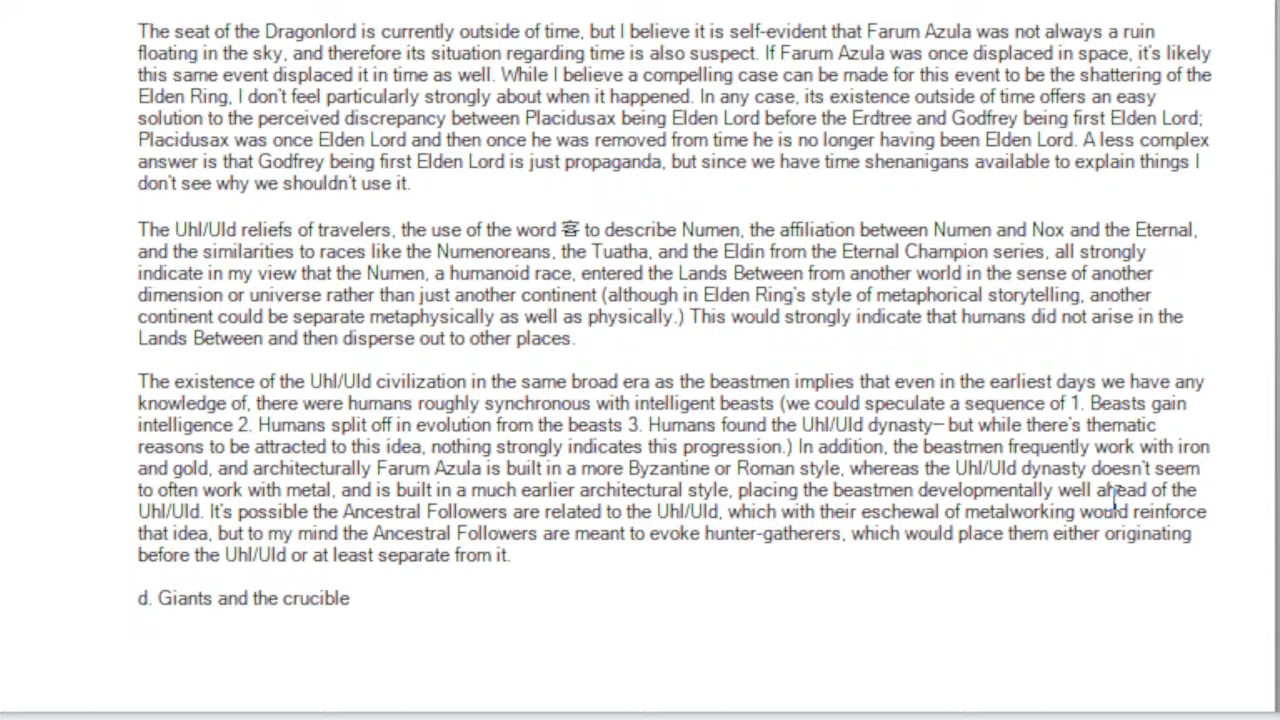 The seat of the Dragonlord is currently outside of time, but I believe it is self-evident that Farum Azula was not always a ruin
floating in the sky, and therefore its situation regarding time is also suspect. If Farum Azula was once displaced in space, it's likely
this same event displaced it in time as well. While I believe a compelling case can be made for this event to be the shattering of the
Elden Ring, I don't feel particularly strongly about when it happened. In any case, its existence outside of time offers an easy
solution to the perceived discrepancy between Placidusax being Elden Lord before the Erdtree and Godfrey being first Elden Lord;
Placidusax was once Elden Lord and then once he was removed from time he is no longer having been Elden Lord. A less complex
answer is that Godfrey being first Elden Lord is just propaganda, but since we have time shenanigans available to explain things I
don't see why we shouldn't use it.
The Uhl/Uld reliefs of travelers, the use of the word 客 to describe Numen, the affiliation between Numen and Nox and the Eternal,
and the similarities to races like the Numenoreans, the Tuatha, and the Eldin from the Eternal Champion series, all strongly
indicate in my view that the Numen, a humanoid race, entered the Lands Between from another world in the sense of another
dimension or universe rather than just another continent (although in Elden Ring's style of metaphorical storytelling, another
continent could be separate metaphysically as well as physically.) This would strongly indicate that humans did not arise in the
Lands Between and then disperse out to other places.
The existence of the Uhl/Uld civilization in the same broad era as the beastmen implies that even in the earliest days we have any
knowledge of, there were humans roughly synchronous with intelligent beasts (we could speculate a sequence of 1. Beasts gain
intelligence 2. Humans split off in evolution from the beasts 3. Humans found the Uhl/Uld dynasty– but while there's thematic
reasons to be attracted to this idea, nothing strongly indicates this progression.) In addition, the beastmen frequently work with iron
and gold, and architecturally Farum Azula is built in a more Byzantine or Roman style, whereas the Uhl/Uld dynasty doesn't seem
to often work with metal, and is built in a much earlier architectural style, placing the beastmen developmentally well ahead of the
Uhl/Uld. It's possible the Ancestral Followers are related to the Uhl/Uld, which with their eschewal of metalworking would reinforce
that idea, but to my mind the Ancestral Followers are meant to evoke hunter-gatherers, which would place them either originating
before the Uhl/Uld or at least separate from it.
d. Giants and the crucible